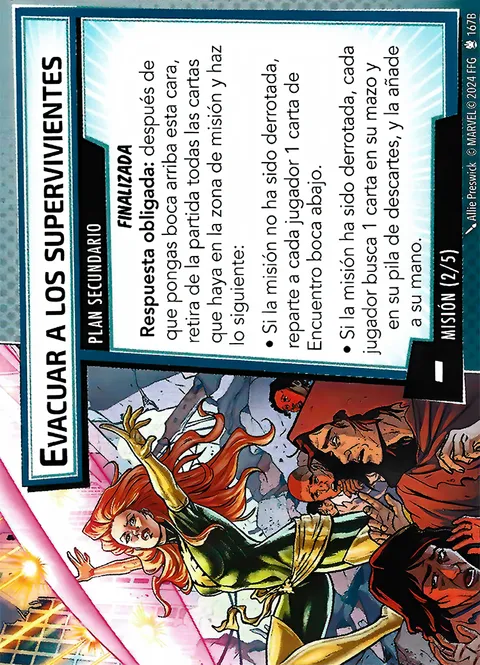 EVACUAR A LOS SUPERVIVIENTES
PLAN SECUNDARIO
FINALIZADA
Respuesta obligada: después de
que pongas boca arriba esta cara,
retira de la partida todas las cartas
que haya en la zona de misión y haz
lo siguiente:
• Si la misión no ha sido derrotada,
reparte a cada jugador 1 carta de
Encuentro boca abajo.
• Si la misión ha sido derrotada, cada
jugador busca 1 carta en su mazo y
en su pila de descartes, y la añade
a su mano.
–
MISIÓN (2/5)
Allie Preswick © MARVEL © 2024 FFG 167B